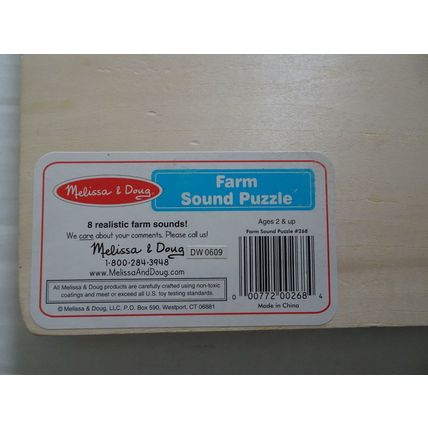 Melissa & Doug
Farm
Sound Puzzle
8 realistic farm sounds!
We care about your comments. Please call us!
Melissa & Doug
DW0609
1-800-284-3948
www.MelissaAndDoug.com
All Melissa & Doug products are carefully crafted using non-toxic
coatings and meet or exceed all U.S. toy testing standards.
© Melissa & Doug, LLC, P.O. Box 590, Westport, CT 06881
Ages 2 & up
Farm Sound Puzzle #268
0 00772 00268 4
Made in China